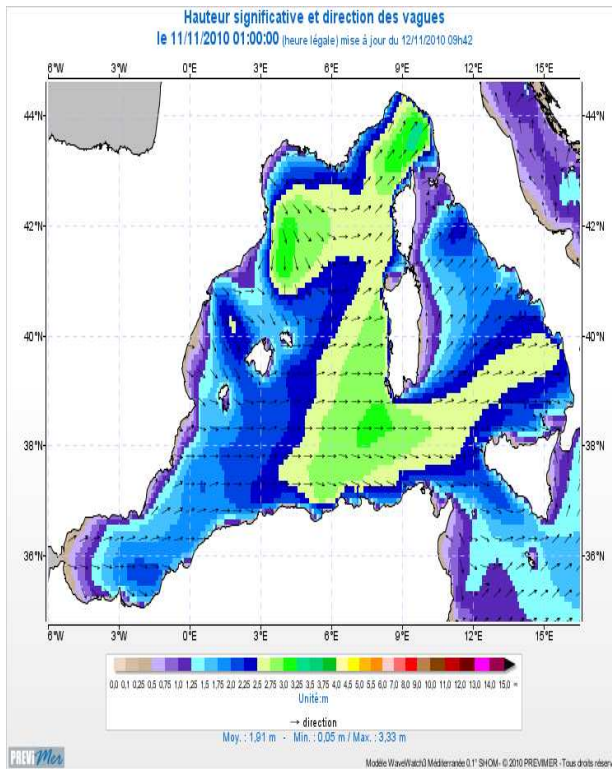 Hauteur significative et direction des vagues
le 11/11/2010 01:00:00 (heure légale) mise à jour du 12/11/2010 09h42
6°W 3°W 0°E 3°E 6°E 9°E 12°E 15°E
44°N 44°N
42°N 42°N
40°N 40°N
38°N 38°N
36°N 36°N
6°W 3°W 0°E 3°E 6°E 9°E 12°E 15°E
0,0 0,1 0,25 0,5 0,75 1,0 1,25 1,5 1,75 2,0 2,25 2,5 2,75 3,0 3,25 3,5 3,75 4,0 4,5 5,0 5,5 6,0 6,5 7,0 8,0 9,0 10,0 11,0 12,0 13,0 14,0 15,0 м
Unité:m
→ direction
Moy. : 1,91 m - Min. : 0,05 m / Max. : 3,33 m
PREVIMER
Modèle WaveWatch3 Méditerranée 0.1° SHOM- © 2010 PREVIMER -Tous droits réservé